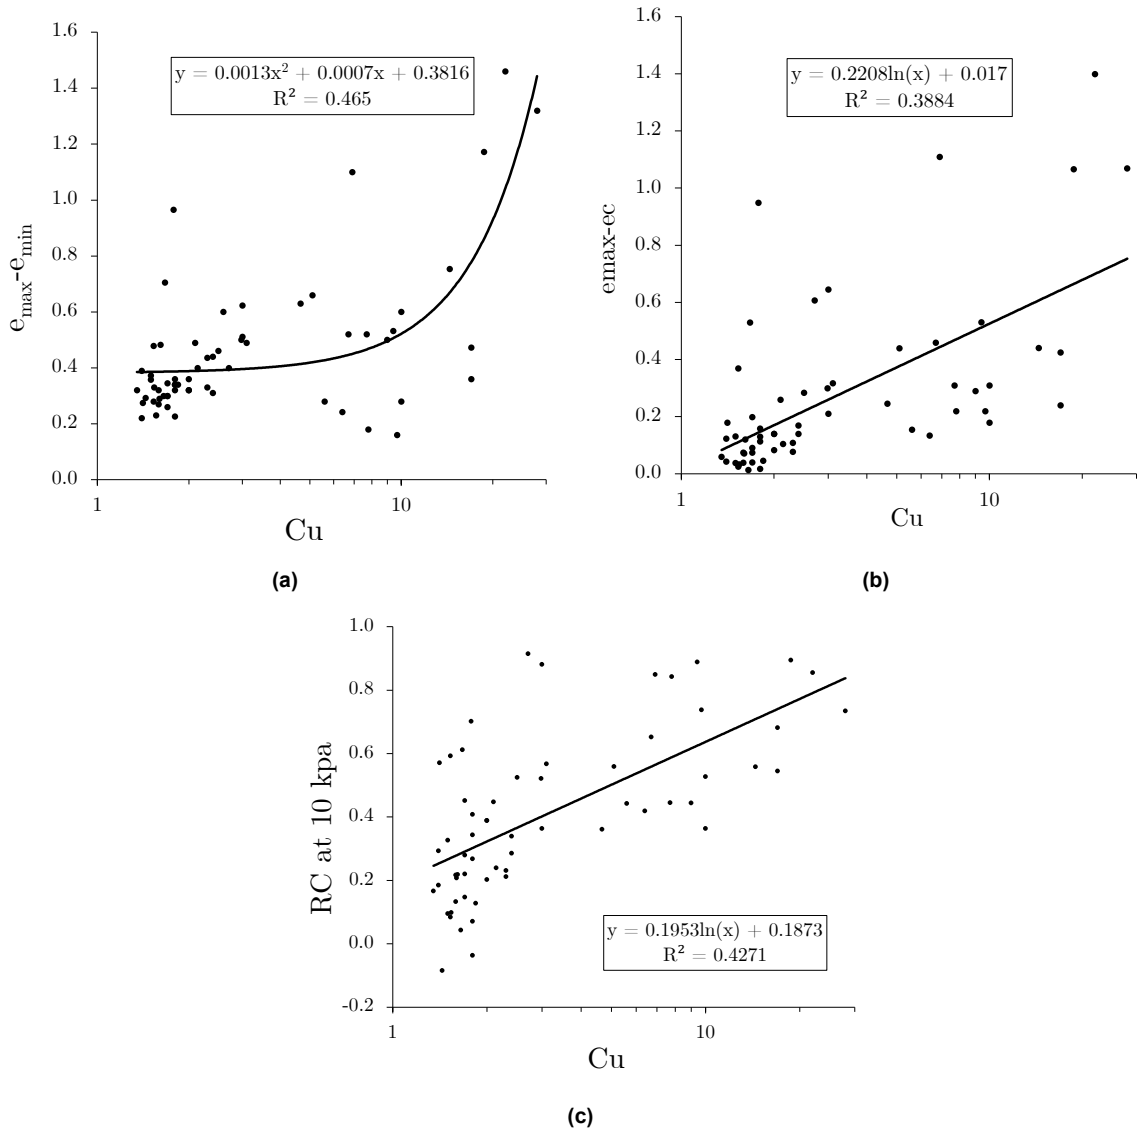 1.6
1.4
1.2
1.0
0.8
0.6
0.4
0.2
0.0
e_max-e_min
y = 0.0013x² + 0.0007x + 0.3816
R² = 0.465
1
10
Cu
(a)
1.6
1.4
1.2
1.0
0.8
0.6
0.4
0.2
0.0
emax-ec
y = 0.2208ln(x) + 0.017
R² = 0.3884
1
10
Cu
(b)
1.0
0.8
0.6
0.4
0.2
0.0
-0.2
RC at 10 kpa
y = 0.1953ln(x) + 0.1873
R² = 0.4271
1
10
Cu
(c)